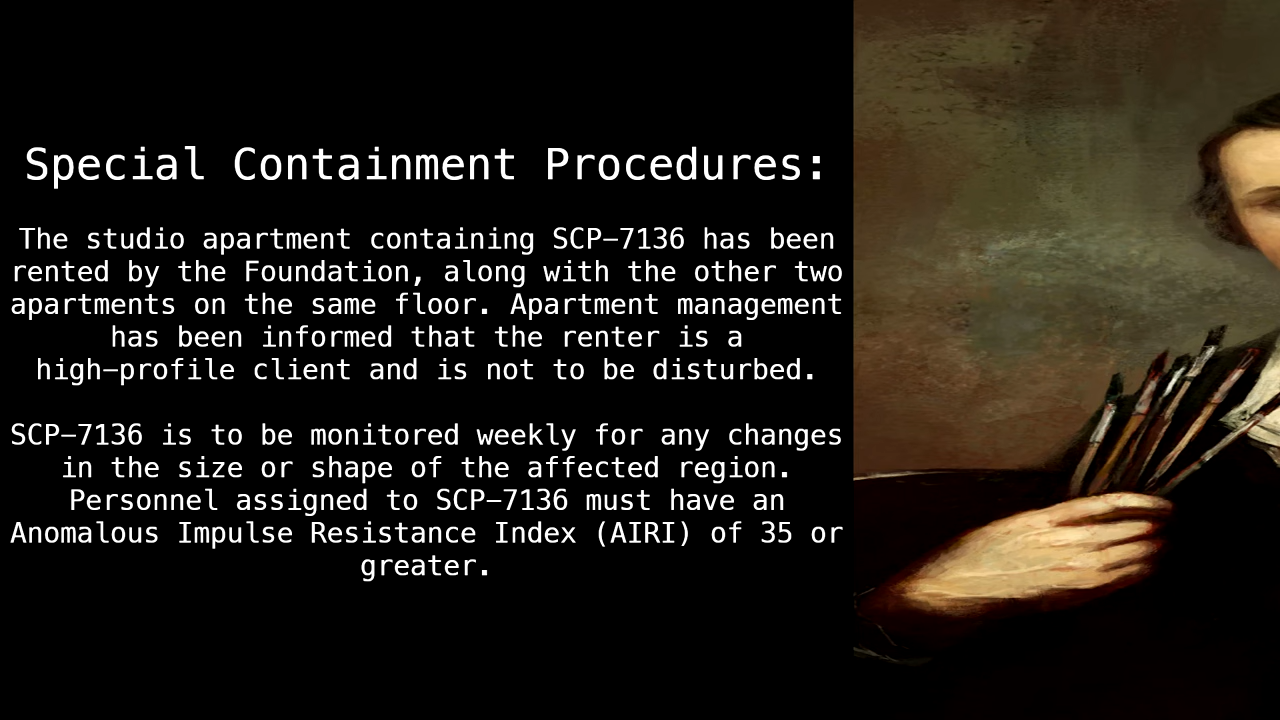 Special Containment Procedures:
The studio apartment containing SCP–7136 has been
rented by the Foundation, along with the other two
apartments on the same floor. Apartment management
has been informed that the renter is a
high–profile client and is not to be disturbed.
SCP–7136 is to be monitored weekly for any changes
in the size or shape of the affected region.
Personnel assigned to SCP–7136 must have an
Anomalous Impulse Resistance Index (AIRI) of 35 or
greater.